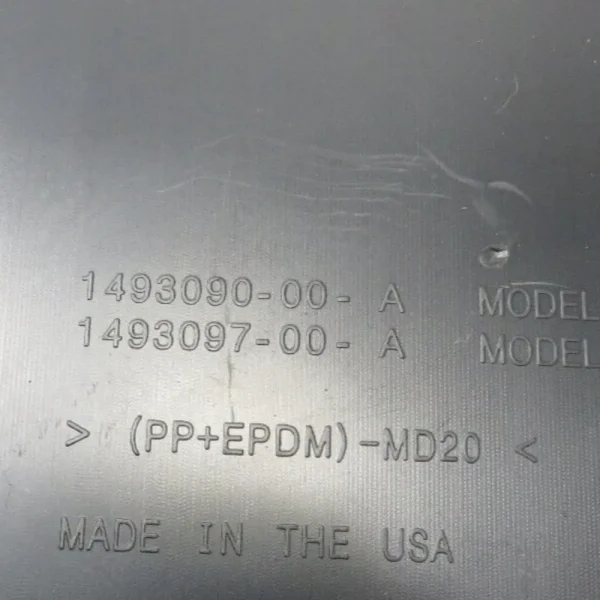 1493090-00- A MODEL
1493097-00- A MODEL
> (PP+EPDM)-MD20 <
MADE IN THE USA